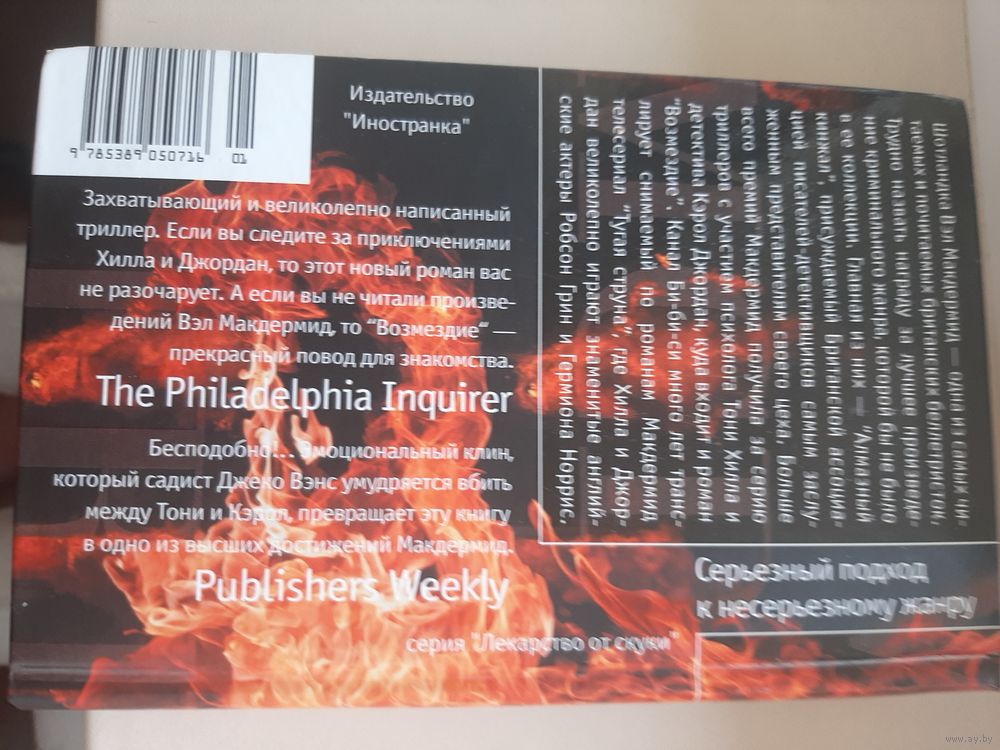 9 785389 050716
01
Издательство
"Иностранка"
Захватывающий и великолепно написанный
триллер. Если вы следите за приключениями
Хилла и Джордан, то этот новый роман вас
не разочарует. А если вы не читали произве-
дений Вэл Макдермид, то “Возмездие“ —
прекрасный повод для знакомства.
The Philadelphia Inquirer
Бесподобно!.. Эмоциональный клин,
который садист Джеко Вэнс умудряется вбить
между Тони и Кэрол, превращает эту книгу
в одно из высших достижений Макдермид.
Publishers Weekly
серия "Лекарство от скуки"
Шотландка Вэл Макдермид — одна из самых чи-
таемых и почитаемых британских беллетристок.
Трудно назвать награду за лучшее произведе-
ние криминального жанра, которой бы не было
в ее коллекции. Главная из них — “Алмазный
кинжал”, присуждаемый Британской ассоциа-
цией писателей-детективщиков самым заслу-
женным представителям своего цеха. Больше
всего премий Макдермид получила за серию
триллеров с участием психолога Тони Хилла и
детектива Кэрол Джордан, куда входит и роман
“Возмездие”. Канал Би-би-си много лет транс-
лирует снимаемый по романам Макдермид
телесериал “Тугая струна”, где Хилла и Джор-
дан великолепно играют знаменитые англий-
ские актеры Робсон Грин и Гермиона Норрис.
Серьезный подход
к несерьезному жанру
www.ay.by